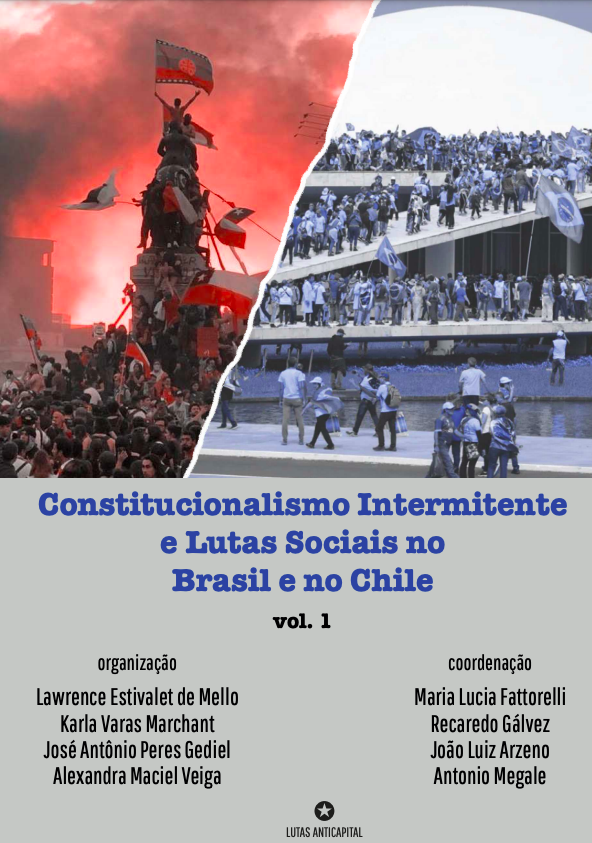 Constitucionalismo Intermitente
e Lutas Sociais no
Brasil e no Chile
vol. 1
organização
Lawrence Estivalet de Mello
Karla Varas Marchant
José Antônio Peres Gediel
Alexandra Maciel Veiga
coordenação
Maria Lucia Fattorelli
Recaredo Gálvez
João Luiz Arzeno
Antonio Megale
LUTAS ANTICAPITAL